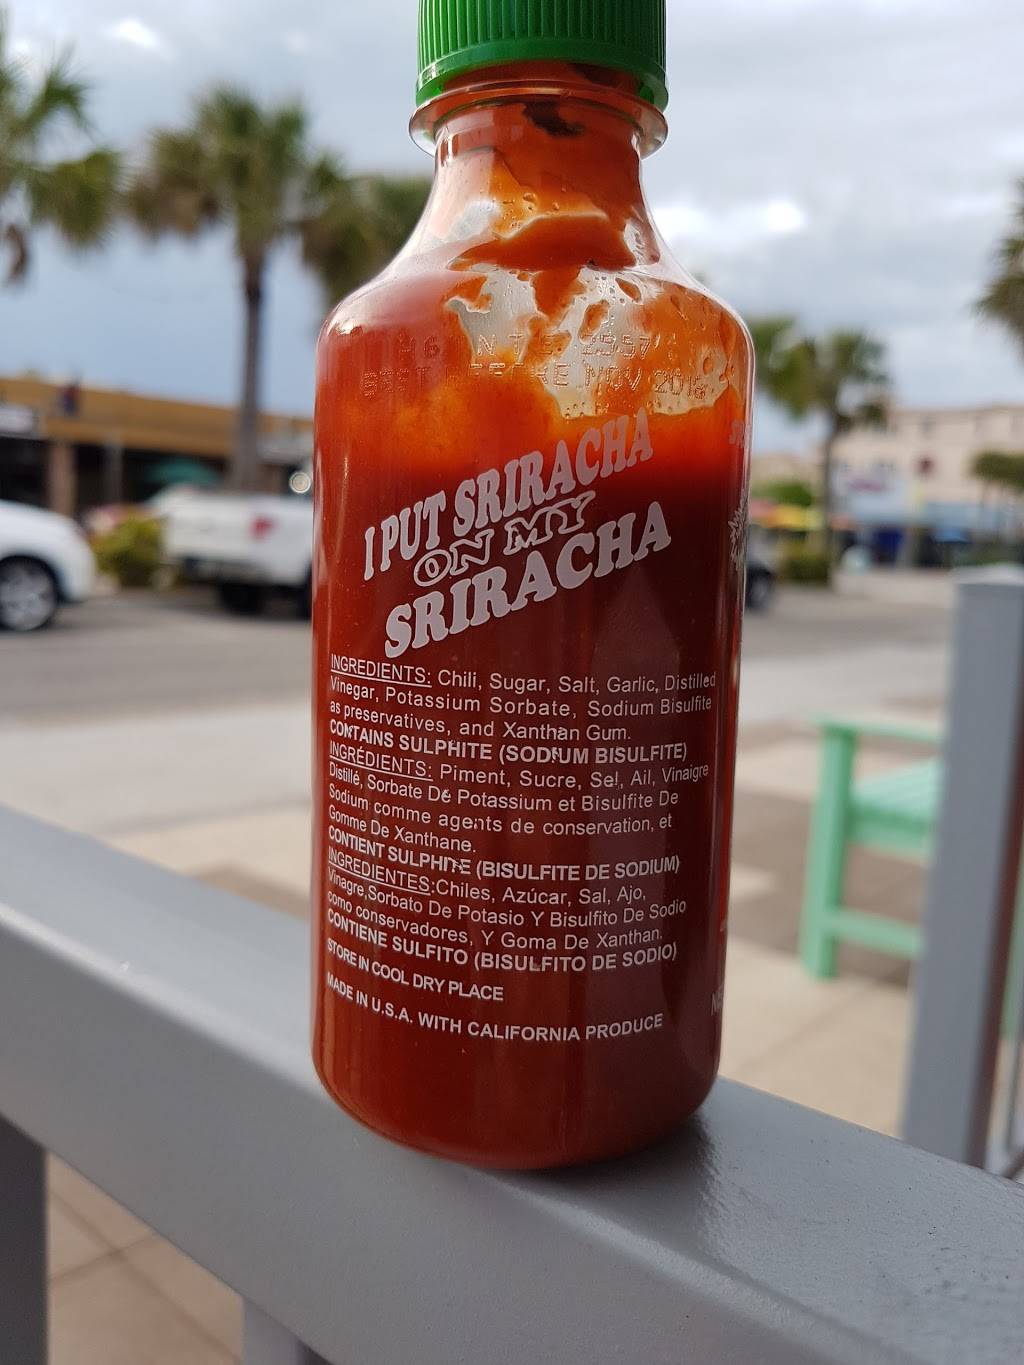 BEST BEFORE NOV 2018
I PUT SRIRACHA
ON MY
SRIRACHA
INGREDIENTS: Chili, Sugar, Salt, Garlic, Distilled
Vinegar, Potassium Sorbate, Sodium Bisulfite
as preservatives, and Xanthan Gum.
CONTAINS SULPHITE (SODIUM BISULFITE)
INGRÉDIENTS: Piment, Sucre, Sel, Ail, Vinaigre
Distillé, Sorbate De Potassium et Bisulfite De
Sodium comme agents de conservation, et
Gomme De Xanthane.
CONTIENT SULPHITE (BISULFITE DE SODIUM)
INGREDIENTES:Chiles, Azúcar, Sal, Ajo,
Vinagre,Sorbato De Potasio Y Bisulfito De Sodio
como conservadores, Y Goma De Xanthan.
CONTIENE SULFITO (BISULFITO DE SODIO)
STORE IN COOL DRY PLACE
MADE IN U.S.A. WITH CALIFORNIA PRODUCE